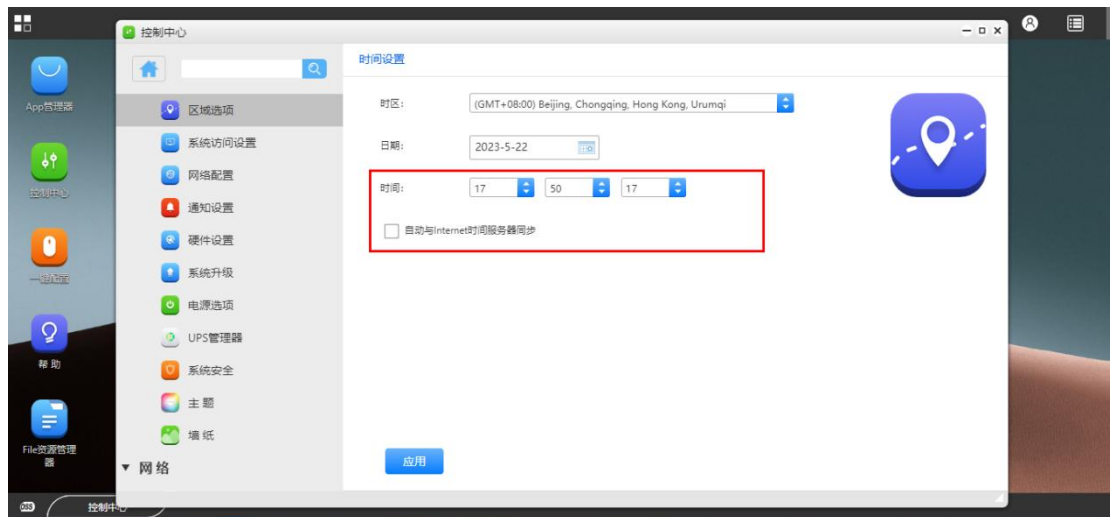 控制中心
App管理器
控制中心
一键配置
帮 助
File资源管理
器
区域选项
系统访问设置
网络配置
通知设置
硬件设置
系统升级
电源选项
UPS管理器
系统安全
主 题
墙 纸
网 络
时间设置
时区:
(GMT+08:00) Beijing, Chongqing, Hong Kong, Urumqi
日期:
2023-5-22
时间:
17 50 17
自动与Internet时间服务器同步
应用
控制中心